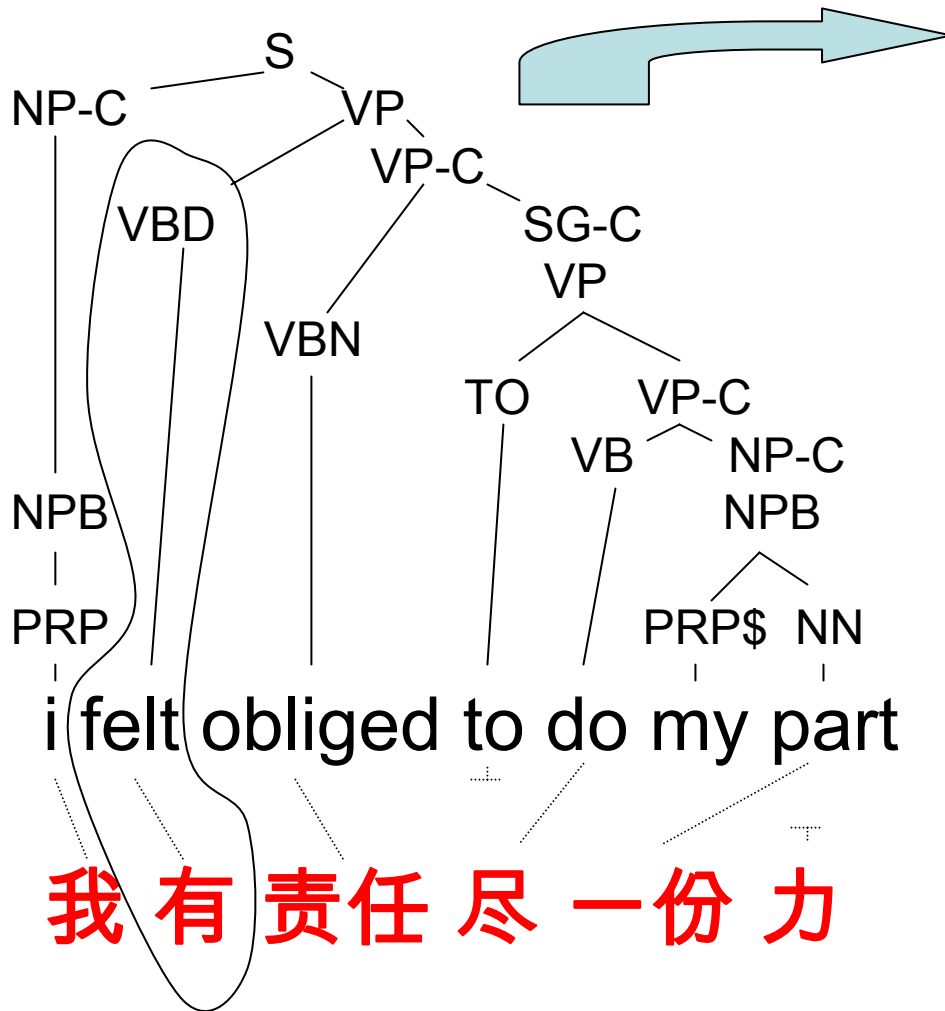 S
NP-C VP
VP-C
VBD SG-C
VP
VBN
TO VP-C
VB NP-C
NPB NPB
PRP PRP$ NN
i felt obliged to do my part
我 有 责任 尽 一份 力